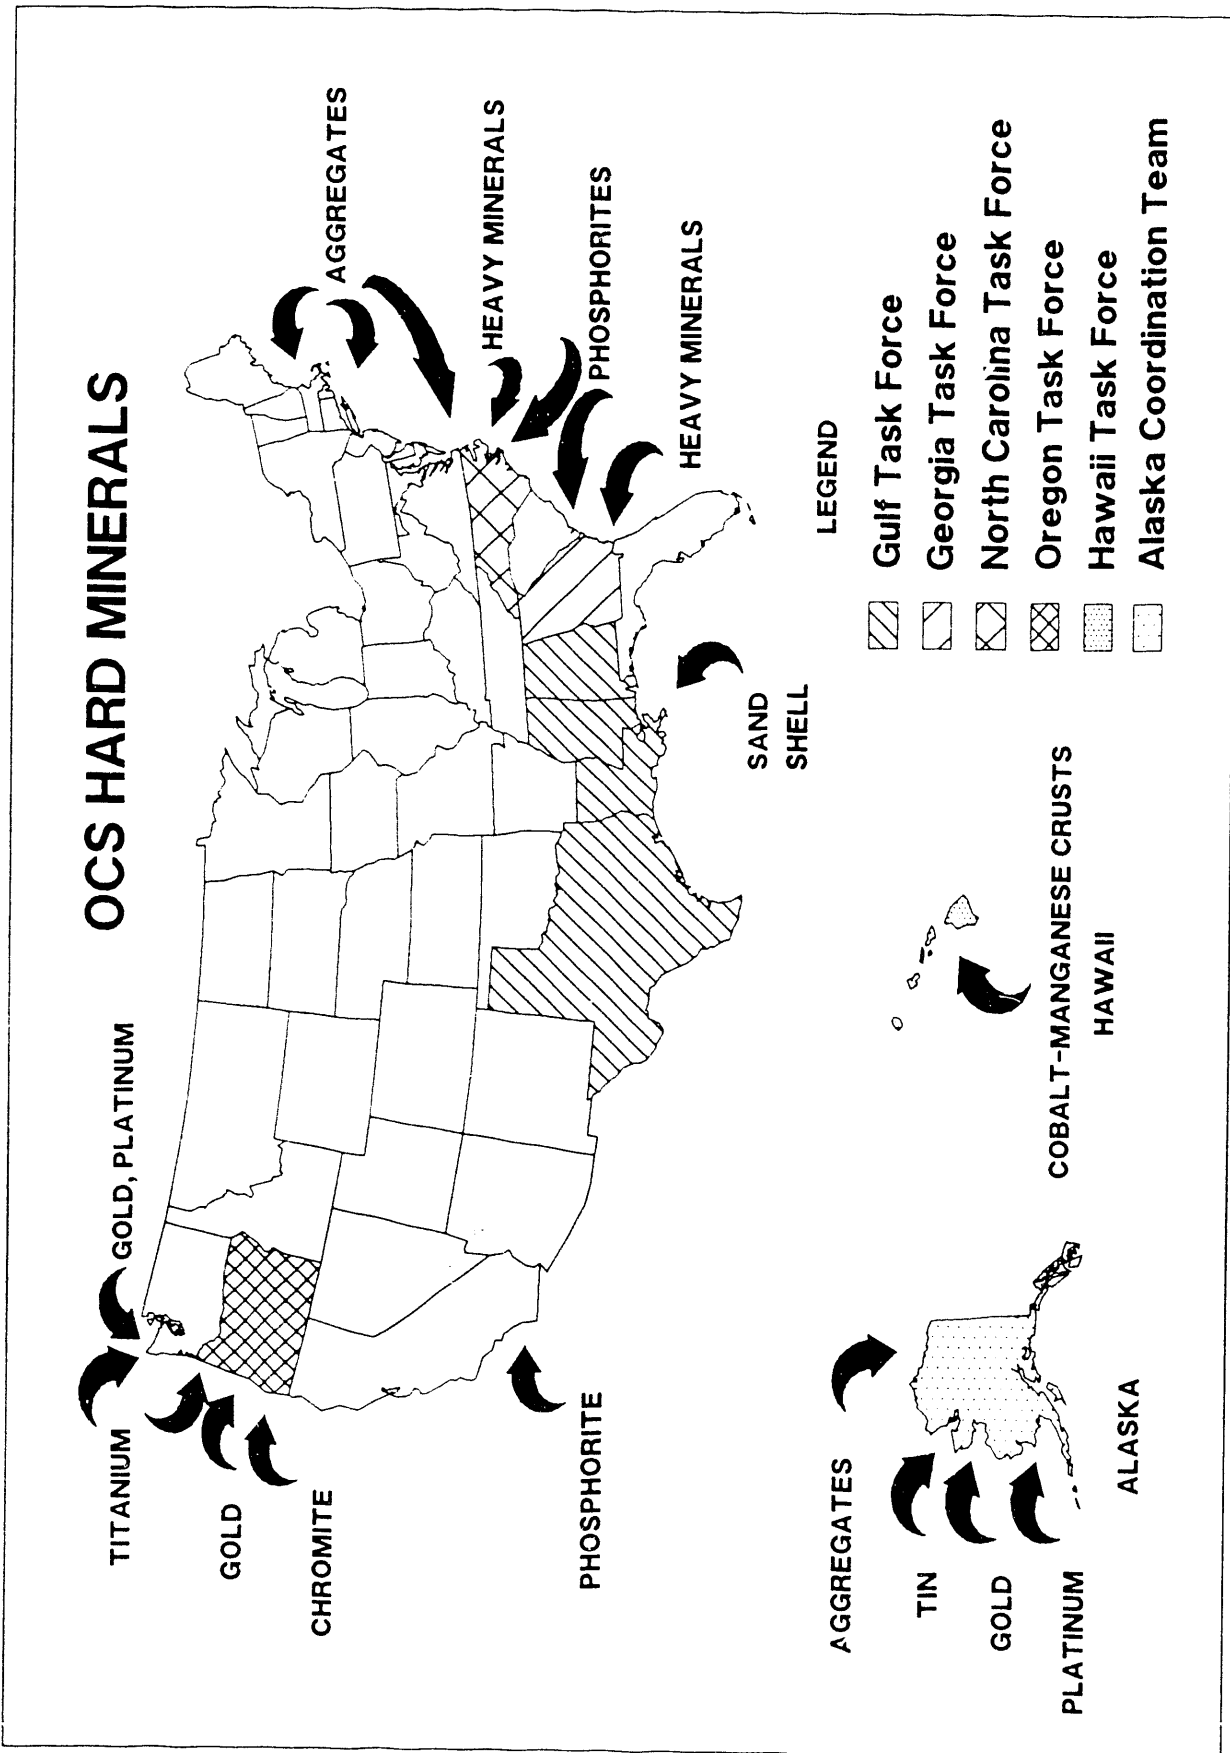 OCS HARD MINERALS
TITANIUM
GOLD, PLATINUM
GOLD
CHROMITE
PHOSPHORITE
AGGREGATES
HEAVY MINERALS
PHOSPHORITES
HEAVY MINERALS
SAND
SHELL
AGGREGATES
TIN
GOLD
PLATINUM
ALASKA
COBALT-MANGANESE CRUSTS
HAWAII
LEGEND
Gulf Task Force
Georgia Task Force
North Carolina Task Force
Oregon Task Force
Hawaii Task Force
Alaska Coordination Team